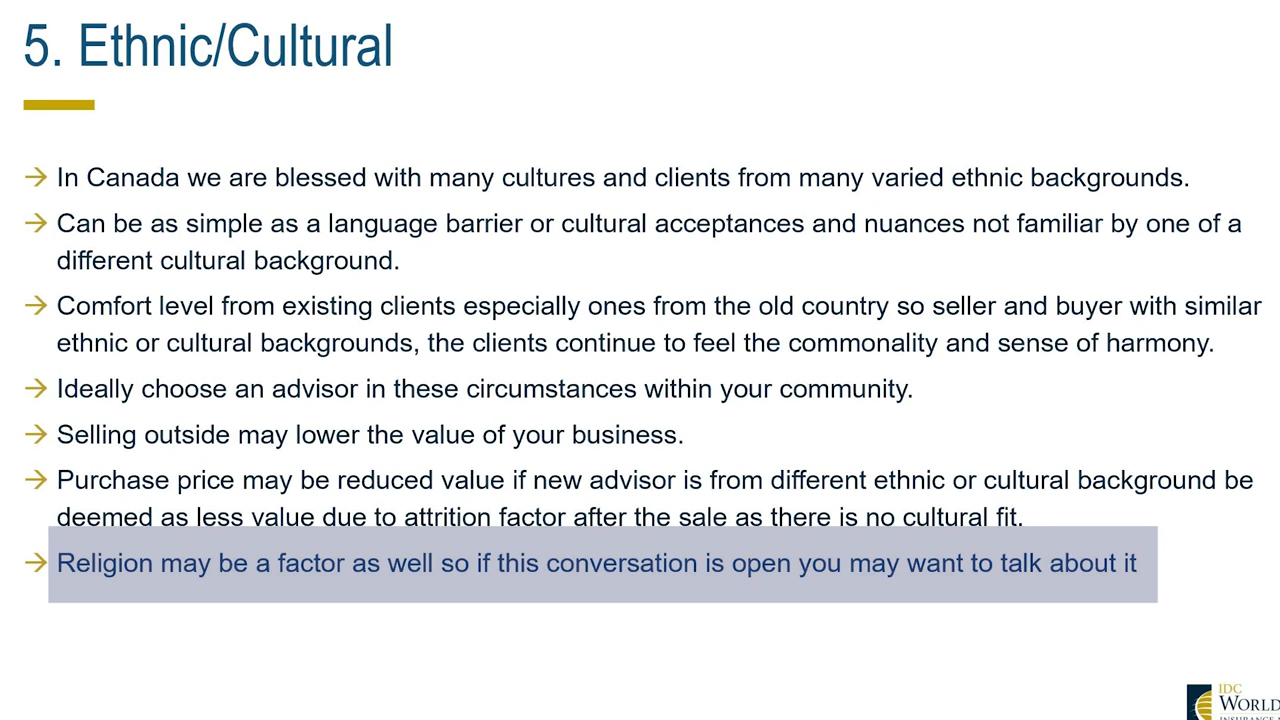 5. Ethnic/Cultural
→ In Canada we are blessed with many cultures and clients from many varied ethnic backgrounds.
→ Can be as simple as a language barrier or cultural acceptances and nuances not familiar by one of a
different cultural background.
→ Comfort level from existing clients especially ones from the old country so seller and buyer with similar
ethnic or cultural backgrounds, the clients continue to feel the commonality and sense of harmony.
→ Ideally choose an advisor in these circumstances within your community.
→ Selling outside may lower the value of your business.
→ Purchase price may be reduced value if new advisor is from different ethnic or cultural background be
deemed as less value due to attrition factor after the sale as there is no cultural fit.
→ Religion may be a factor as well so if this conversation is open you may want to talk about it
IDC
WORLD
INSURANCE